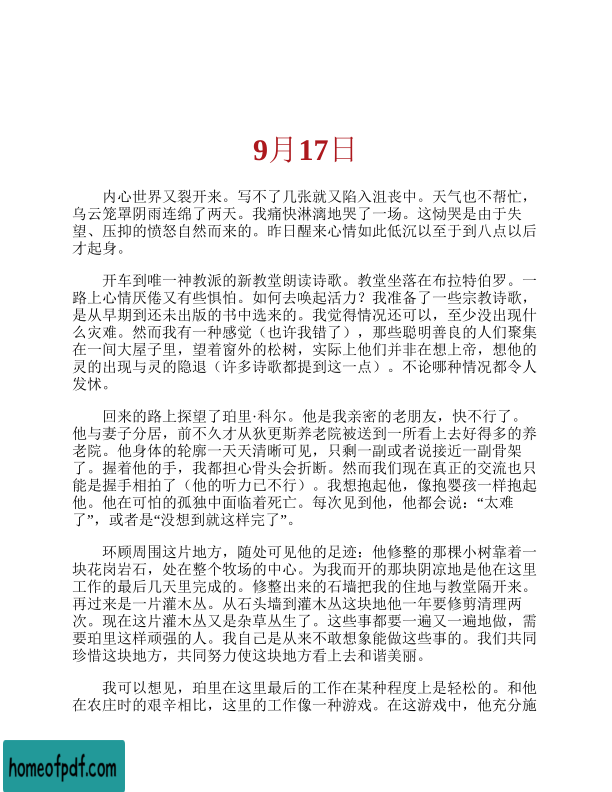 9月17日
内心世界又裂开来。写不了几张就又陷入沮丧中。天气也不帮忙，
乌云笼罩阴雨连绵了两天。我痛快淋漓地哭了一场。这恸哭是由于失
望、压抑的愤怒自然而来的。昨日醒来心情如此低沉以至于到八点以后
才起身。
开车到唯一神教派的新教堂朗读诗歌。教堂坐落在布拉特伯罗。一
路上心情厌倦又有些惧怕。如何去唤起活力？我准备了一些宗教诗歌，
是从早期到还未出版的书中选来的。我觉得情况还可以，至少没出现什
么灾难。然而我有一种感觉（也许我错了），那些聪明善良的人们聚集
在一间大屋子里，望着窗外的松树，实际上他们并非在想上帝，想他的
灵的出现与灵的隐退（许多诗歌都提到这一点）。不论哪种情况都令人
发怵。
回来的路上探望了珀里·科尔。他是我亲密的老朋友，快不行了。
他与妻子分居，前不久才从狄更斯养老院被送到一所看上去好得多的养
老院。他身体的轮廓一天天清晰可见，只剩一副或者说接近一副骨架
了。握着他的手，我都担心骨头会折断。然而我们现在真正的交流也只
能是握手相拍了（他的听力已不行）。我想抱起他，像抱婴孩一样抱起
他。他在可怕的孤独中面临着死亡。每次见到他，他都会说：“太难
了”，或者是“没想到就这样完了”。
环顾周围这片地方，随处可见他的足迹：他修整的那棵小树靠着一
块花岗岩石，处在整个牧场的中心。为我而开的那块阴凉地是他在这里
工作的最后几天里完成的。修整出来的石墙把我的住地与教堂隔开来。
再过来是一片灌木丛。从石头墙到灌木丛这块地他一年要修剪清理两
次。现在这片灌木丛又是杂草丛生了。这些事都要一遍又一遍地做，需
要珀里这样顽强的人。我自己是从来不敢想象能做这些事的。我们共同
珍惜这块地方，共同努力使这块地方看上去和谐美丽。
我可以想见，珀里在这里最后的工作在某种程度上是轻松的。和他
在农庄时的艰辛相比，这里的工作像一种游戏。在这游戏中，他充分施
homeofpdf.com